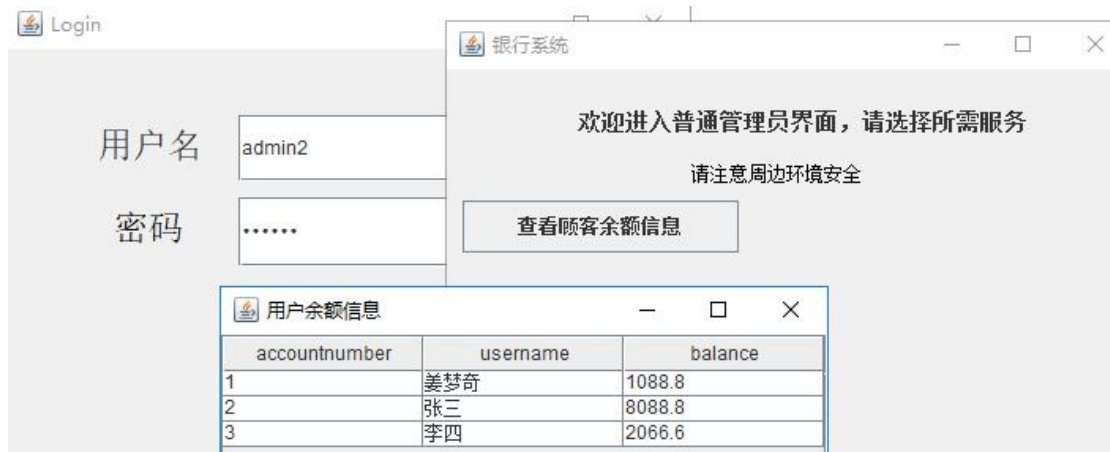 Login
银行系统
欢迎进入普通管理员界面，请选择所需服务
用户名 admin2
请注意周边环境安全
密码 ••••••
查看顾客余额信息
用户余额信息
accountnumber username balance
1 姜梦奇 1088.8
2 张三 8088.8
3 李四 2066.6